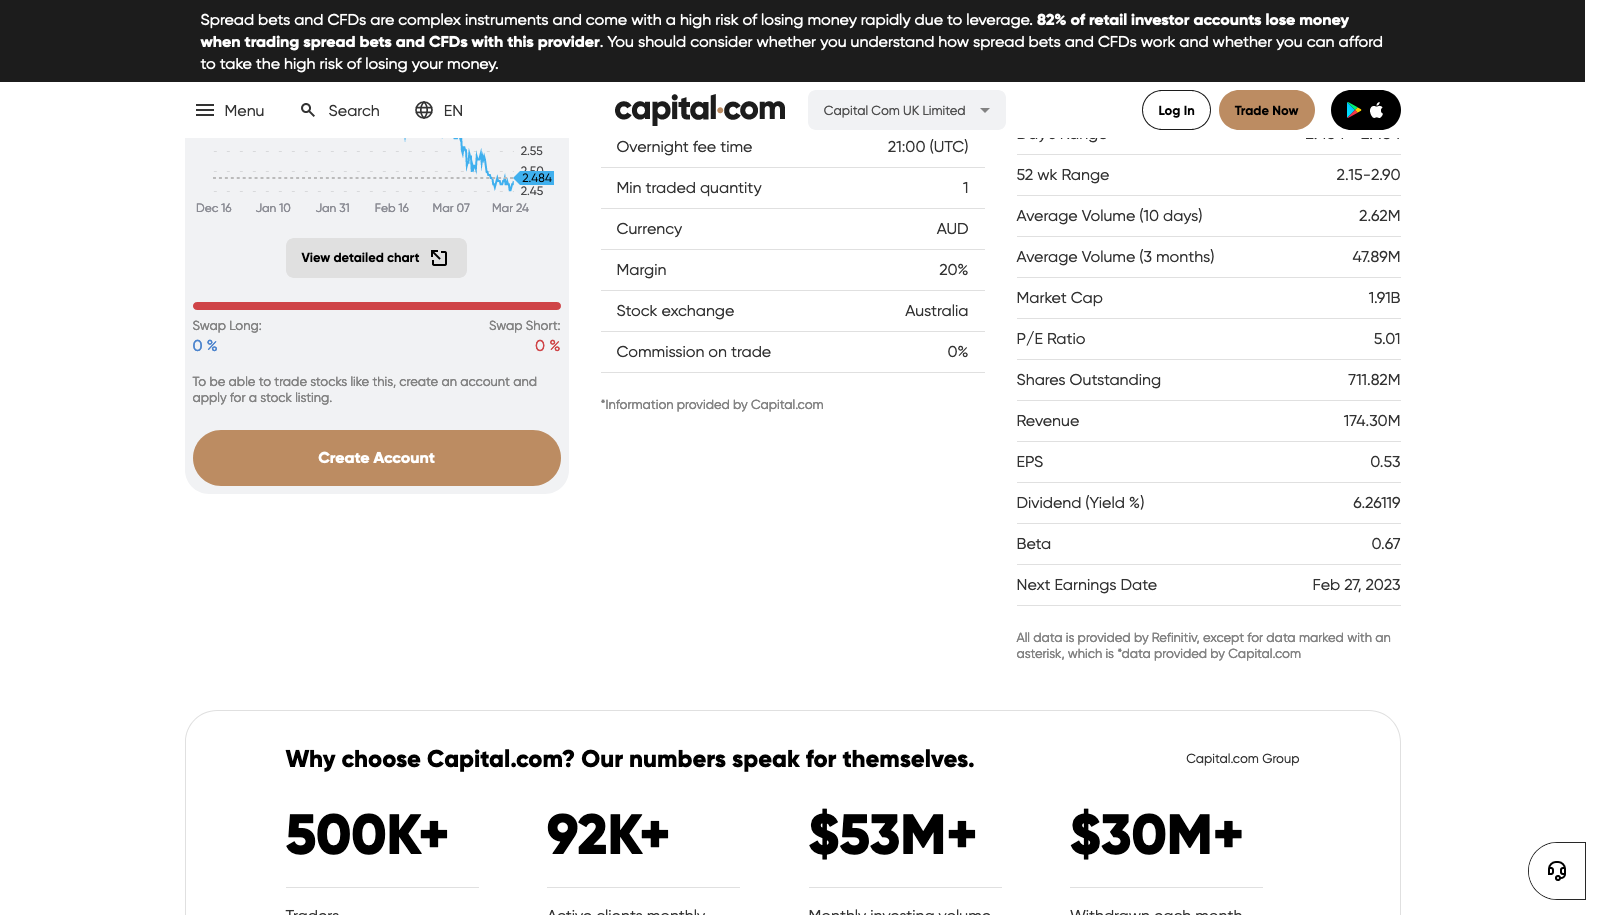 Spread bets and CFDs are complex instruments and come with a high risk of losing money rapidly due to leverage. 82% of retail investor accounts lose money
when trading spread bets and CFDs with this provider. You should consider whether you understand how spread bets and CFDs work and whether you can afford
to take the high risk of losing your money.
Menu
Search
EN
capital.com
Capital Com UK Limited
Log In
Trade Now
2.55
2.50
2.484
2.45
Dec 16
Jan 10
Jan 31
Feb 16
Mar 07
Mar 24
View detailed chart
Swap Long:
Swap Short:
0 %
0 %
To be able to trade stocks like this, create an account and
apply for a stock listing.
Create Account
Overnight fee time 21:00 (UTC)
Min traded quantity 1
Currency AUD
Margin 20%
Stock exchange Australia
Commission on trade 0%
*Information provided by Capital.com
52 wk Range 2.15-2.90
Average Volume (10 days) 2.62M
Average Volume (3 months) 47.89M
Market Cap 1.91B
P/E Ratio 5.01
Shares Outstanding 711.82M
Revenue 174.30M
EPS 0.53
Dividend (Yield %) 6.26119
Beta 0.67
Next Earnings Date Feb 27, 2023
All data is provided by Refinitiv, except for data marked with an
asterisk, which is *data provided by Capital.com
Why choose Capital.com? Our numbers speak for themselves.
Capital.com Group
500K+
92K+
$53M+
$30M+
Traders
Active clients monthly
Monthly investing volume
Withdrawn each month